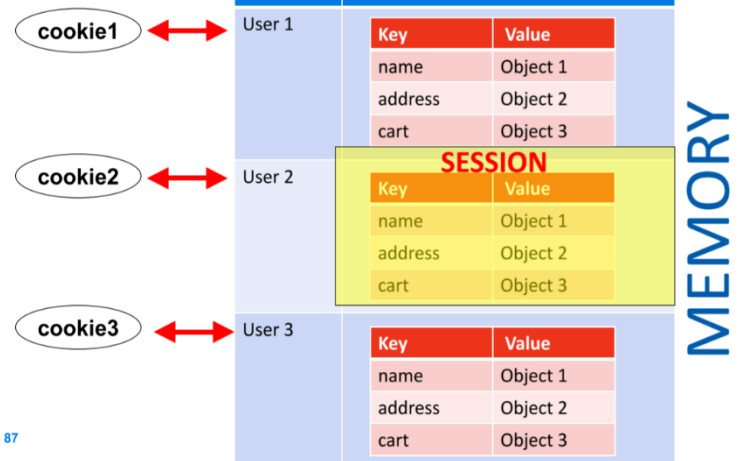 cookie1
User 1
Key Value
name Object 1
address Object 2
cart Object 3
SESSION
cookie2
User 2
Key Value
name Object 1
address Object 2
cart Object 3
cookie3
User 3
Key Value
name Object 1
address Object 2
cart Object 3
MEMORY
87